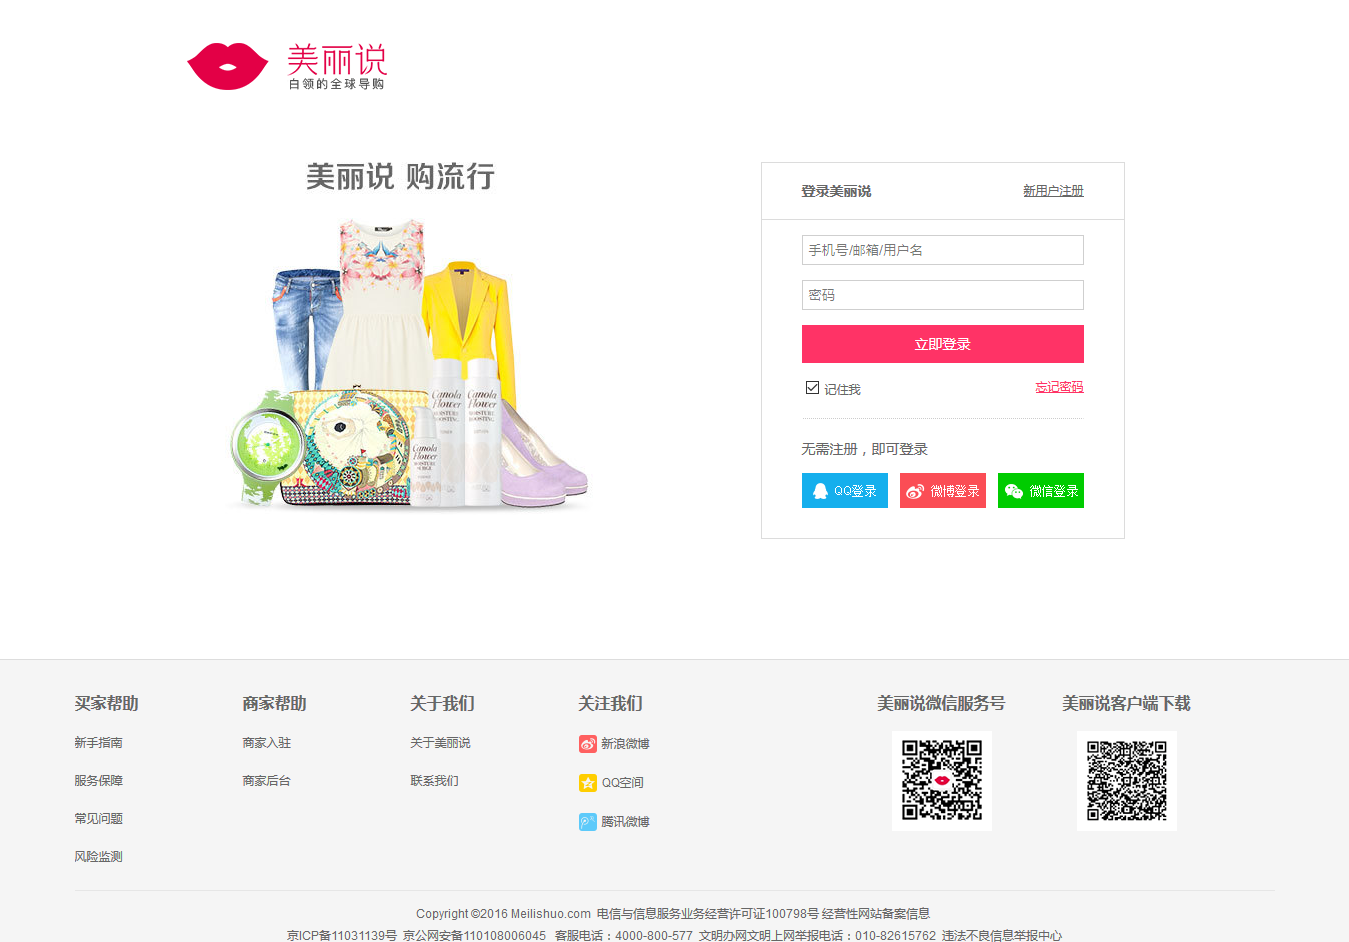 美丽说
白领的全球导购
美丽说 购流行
登录美丽说 新用户注册
手机号/邮箱/用户名
密码
立即登录
记住我 忘记密码
无需注册，即可登录
QQ登录 微博登录 微信登录
Canola Flower MOISTURE BOOSTING
Canola Flower MOISTURE BOOSTING
Canola Flower MOISTURE
买家帮助 商家帮助 关于我们 关注我们 美丽说微信服务号 美丽说客户端下载
新手指南 商家入驻 关于美丽说 新浪微博
服务保障 商家后台 联系我们 QQ空间
常见问题 腾讯微博
风险监测
Copyright ©2016 Meilishuo.com 电信与信息服务业务经营许可证100798号 经营性网站备案信息
京ICP备11031139号 京公网安备110108006045 客服电话：4000-800-577 文明办网文明上网举报电话：010-82615762 违法不良信息举报中心